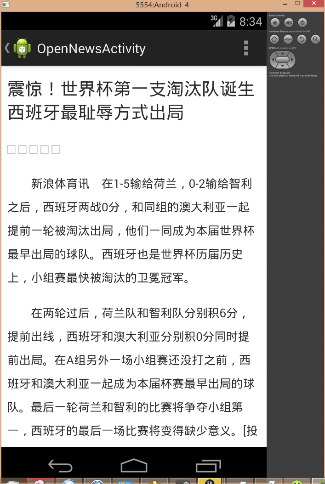 5554:Android_4
3G 8:34
OpenNewsActivity
震惊！世界杯第一支淘汰队诞生
西班牙最耻辱方式出局
□□□□□
新浪体育讯　在1-5输给荷兰，0-2输给智利
之后，西班牙两战0分，和同组的澳大利亚一起
提前一轮被淘汰出局，他们一同成为本届世界杯
最早出局的球队。西班牙也是世界杯历届历史
上，小组赛最快被淘汰的卫冕冠军。
在两轮过后，荷兰队和智利队分别积6分，
提前出线，西班牙和澳大利亚分别积0分同时提
前出局。在A组另外一场小组赛还没打之前，西
班牙和澳大利亚一起成为本届杯赛最早出局的球
队。最后一轮荷兰和智利的比赛将争夺小组第
一，西班牙的最后一场比赛将变得缺少意义。[投